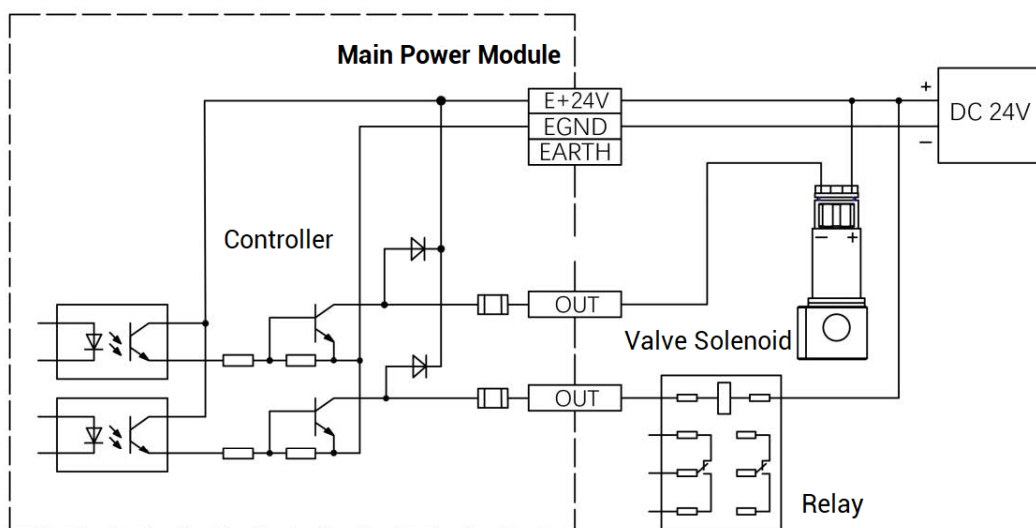 Main Power Module
E+24V
EGND
EARTH
+
DC 24V
−
Controller
− +
OUT
Valve Solenoid
OUT
Relay